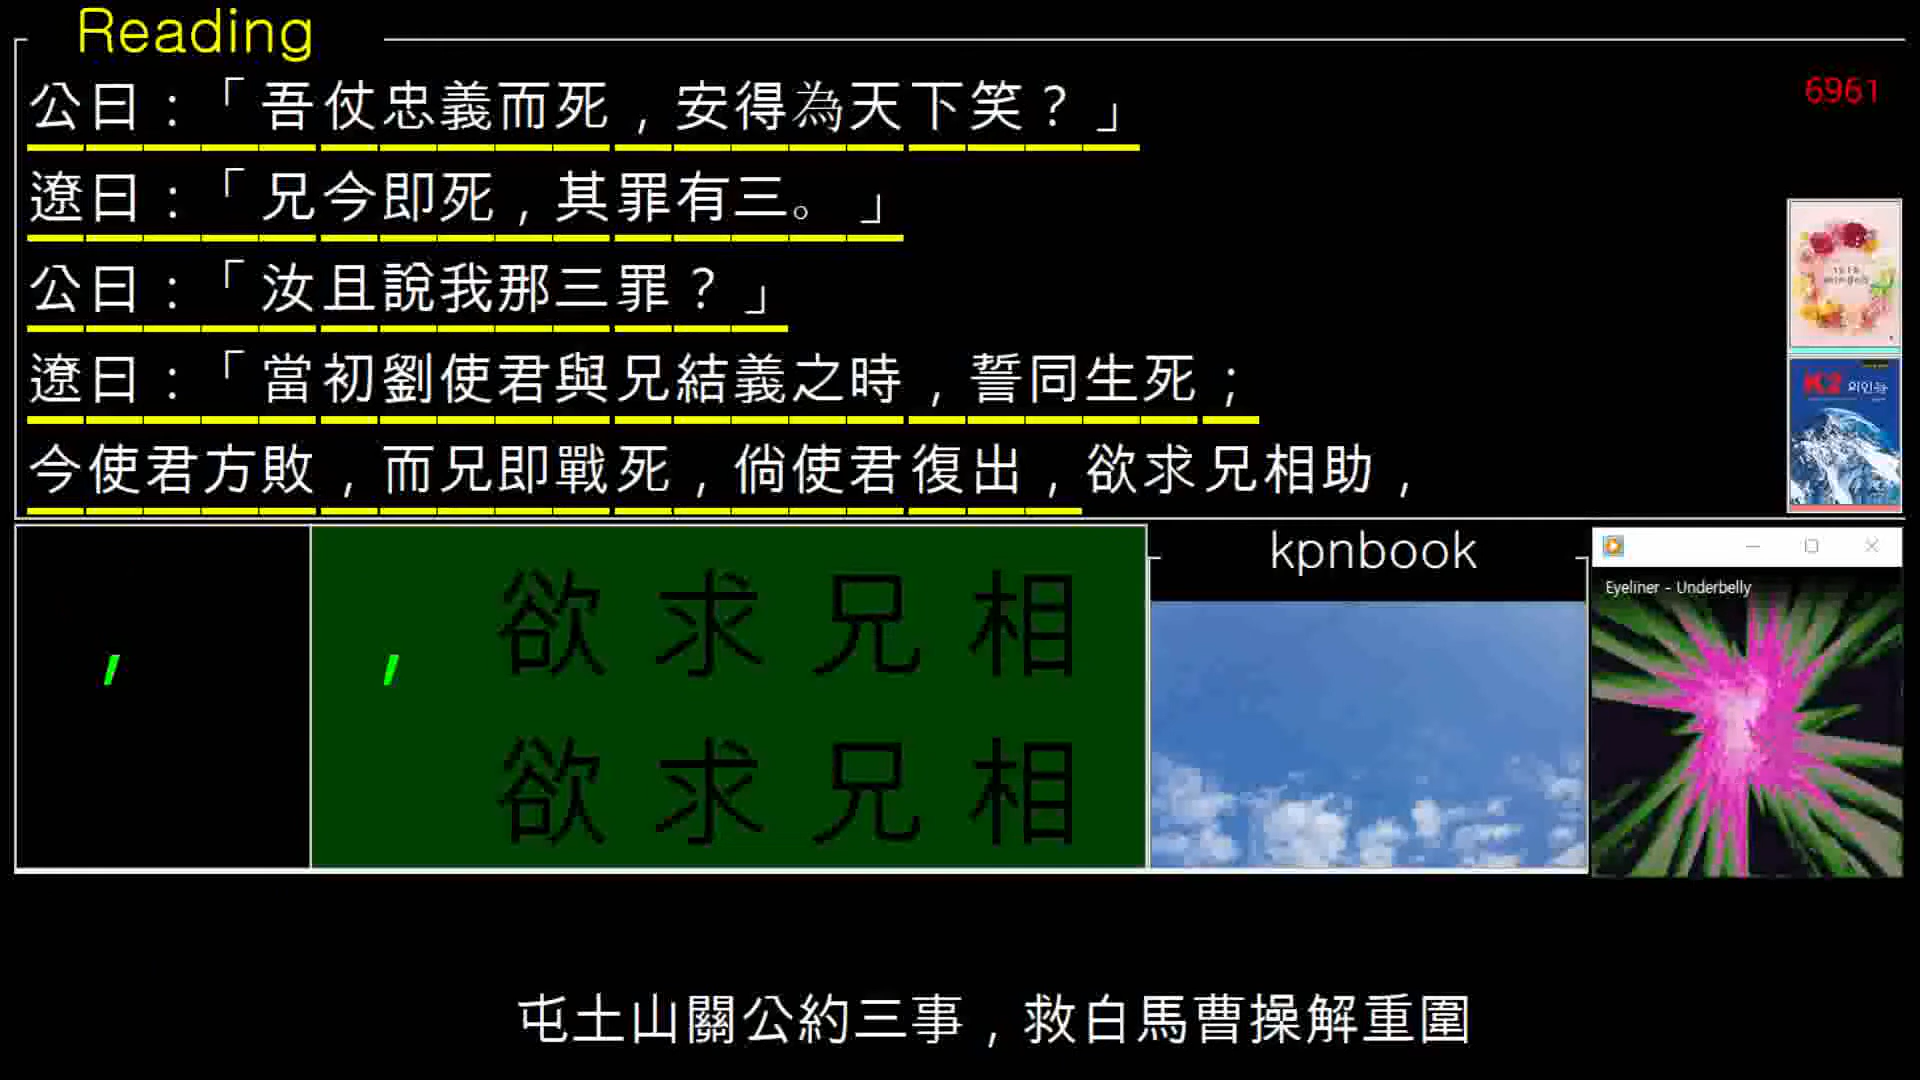 Reading
公曰：「吾仗忠義而死，安得為天下笑？」
6961
遼曰：「兄今即死，其罪有三。」
公曰：「汝且說我那三罪？」
遼曰：「當初劉使君與兄結義之時，誓同生死；
K2
今使君方敗，而兄即戰死，倘使君復出，欲求兄相助，
，
，欲求兄相
欲求兄相
kpnbook
Eyeliner - Underbelly
屯土山關公約三事，救白馬曹操解重圍